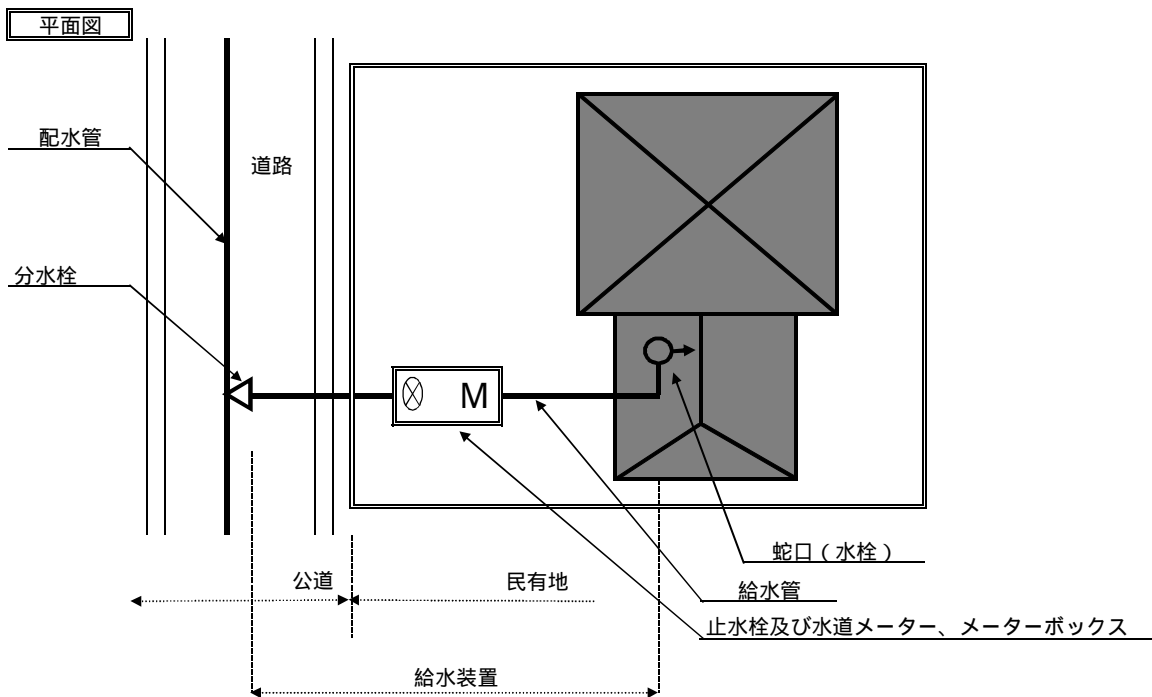 平面図
配水管
道路
分水栓
M
蛇口（水栓）
公道
民有地
給水管
止水栓及び水道メーター、メーターボックス
給水装置